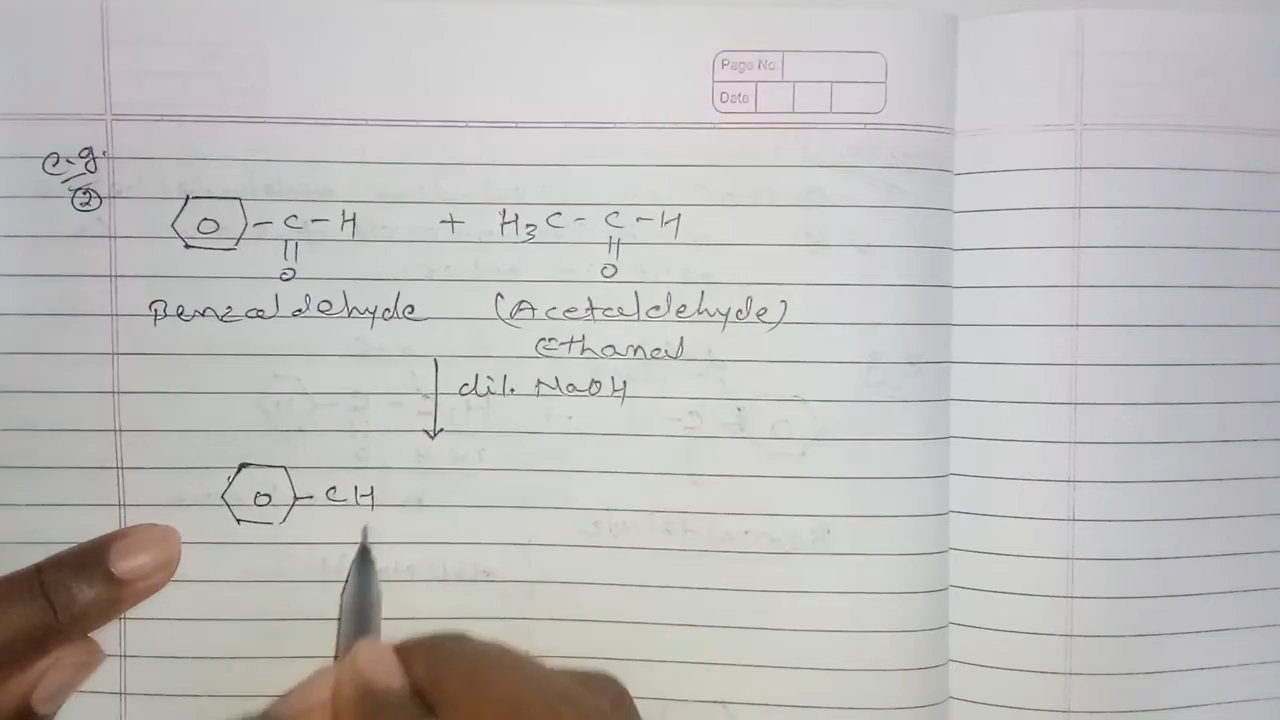 Page No.
Date
e.g.
②
-C-H + H3C-C-H
|| ||
O O
Benzaldehyde (Acetaldehyde)
Ethanal
dil. NaOH
-CH